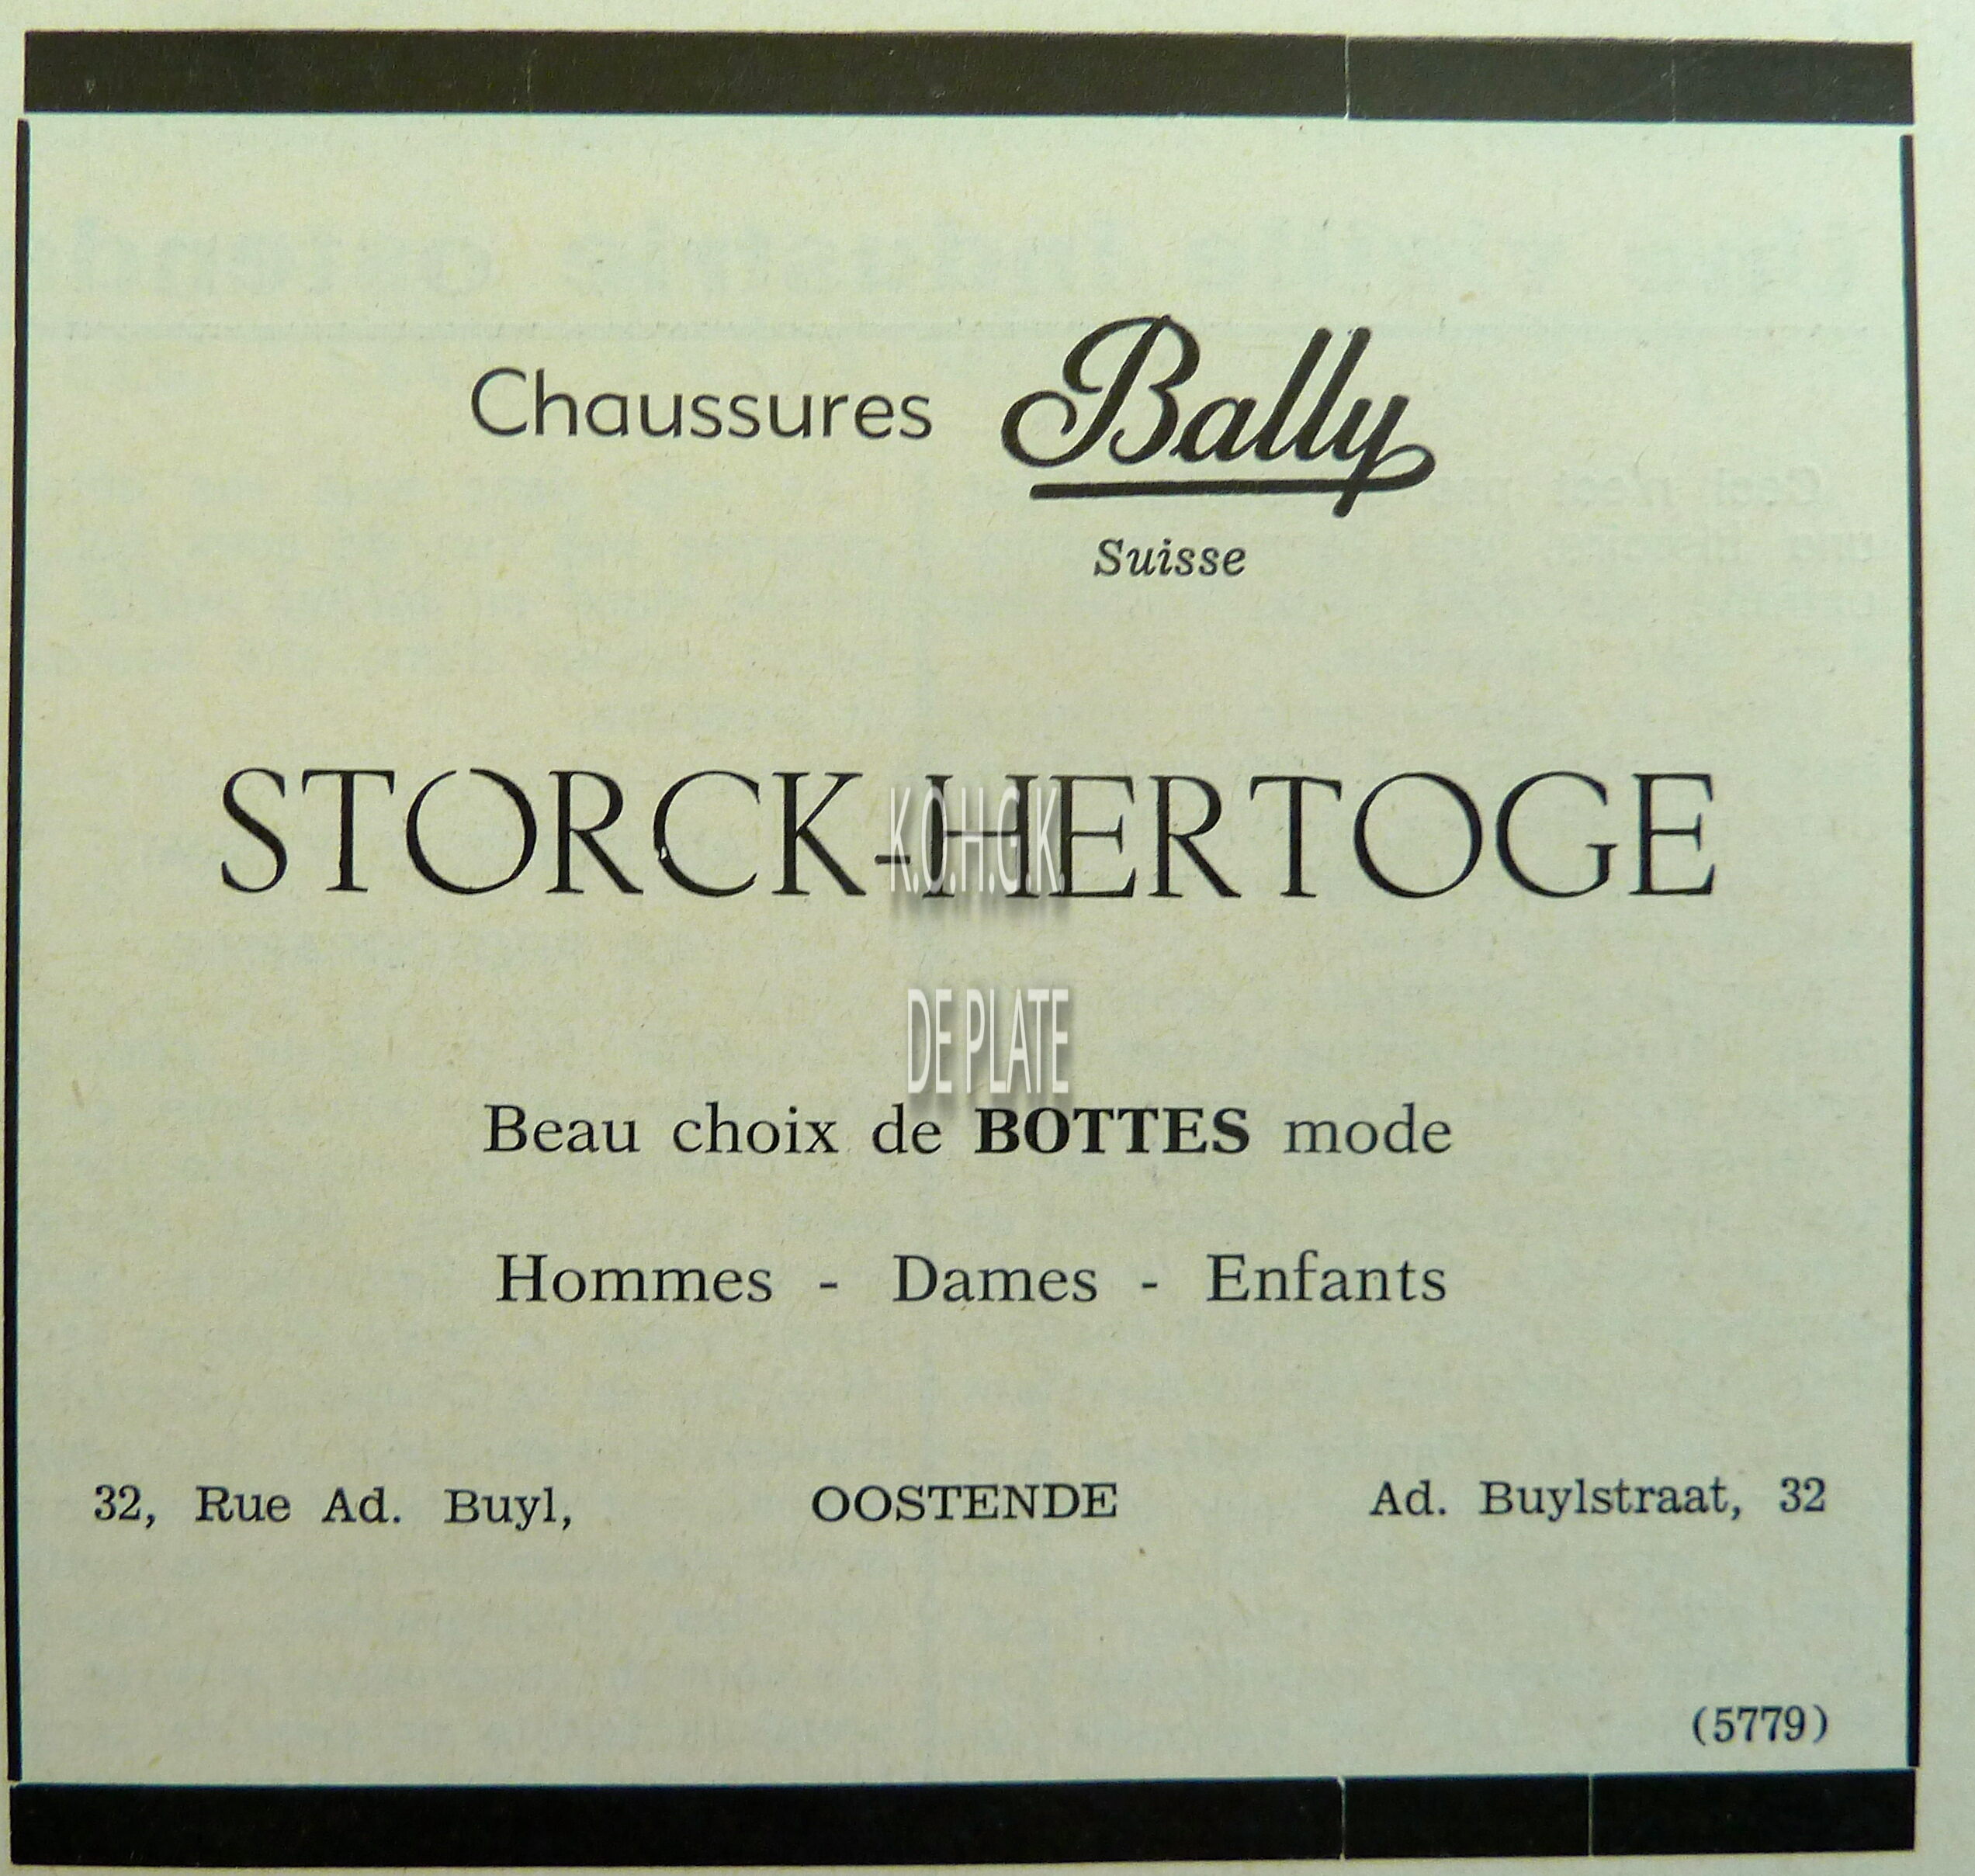 Chaussures Bally
Suisse
STORCK-HERTOGE
K.O.H.G.K.
DE PLATE
Beau choix de BOTTES mode
Hommes - Dames - Enfants
32, Rue Ad. Buyl, OOSTENDE Ad. Buylstraat, 32
(5779)